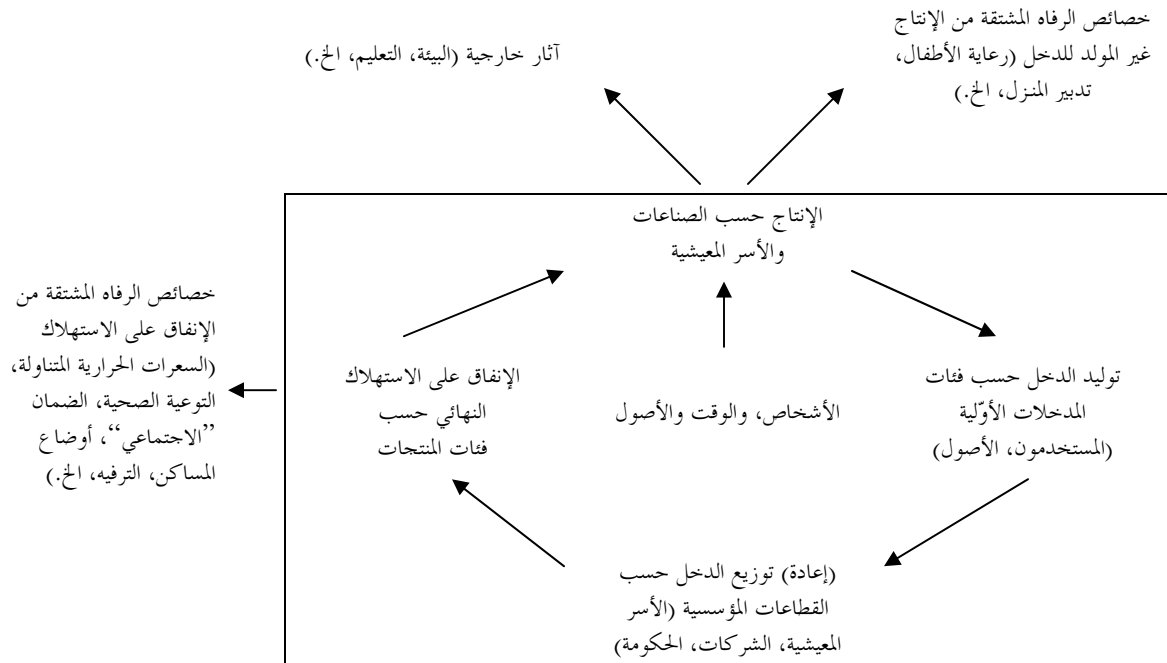 خصائص الرفاه المشتقة من الإنتاج
غير المولد للدخل (رعاية الأطفال،
تدبير المنزل، الخ.)
آثار خارجية (البيئة، التعليم، الخ.)
الإنتاج حسب الصناعات
والأسر المعيشية
توليد الدخل حسب فئات
المدخلات الأوّلية
(المستخدمون، الأصول)
الأشخاص، والوقت والأصول
الإنفاق على الاستهلاك
النهائي حسب
فئات المنتجات
(إعادة) توزيع الدخل حسب
القطاعات المؤسسية (الأسر
المعيشية، الشركات، الحكومة)
خصائص الرفاه المشتقة من
الإنفاق على الاستهلاك
(السعرات الحرارية المتناولة،
التوعية الصحية، الضمان
’’الاجتماعي‘‘، أوضاع
المساكن، الترفيه، الخ.)